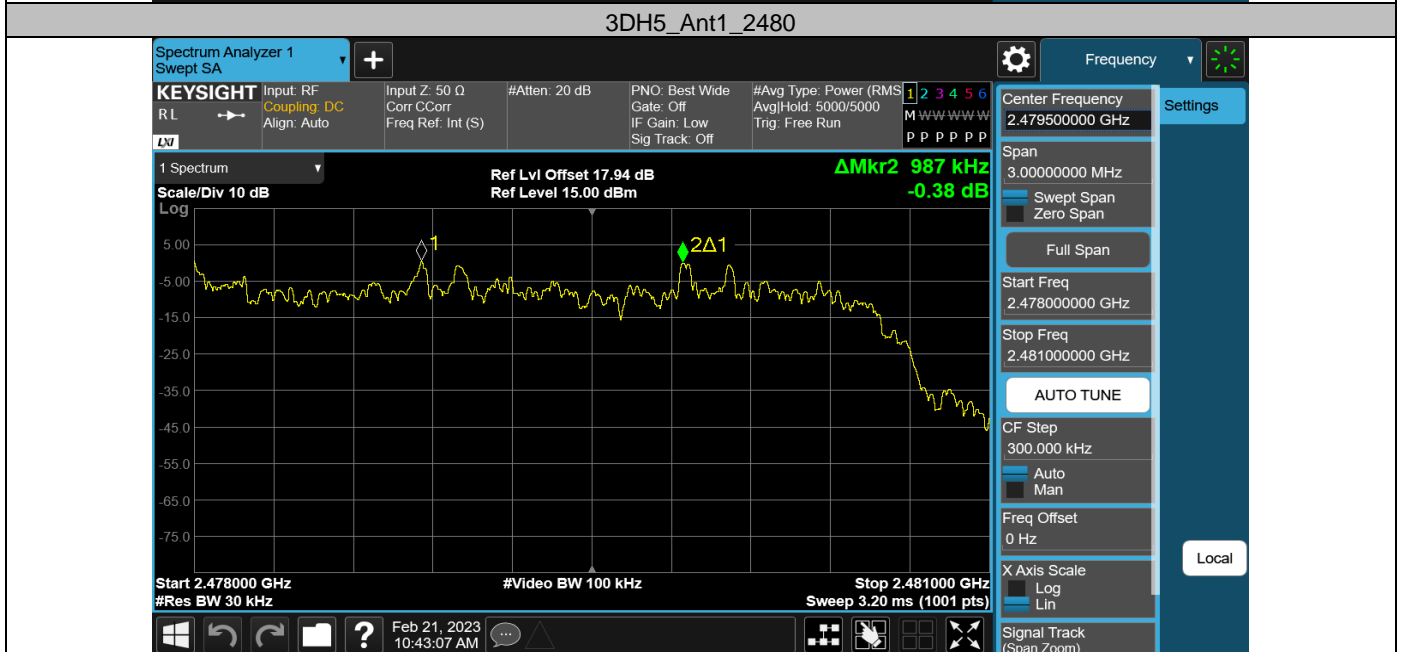 3DH5_Ant1_2480
Spectrum Analyzer 1
Swept SA
Frequency
KEYSIGHT
RL
LXI
Input: RF
Coupling: DC
Align: Auto
Input Z: 50 Ω
Corr CCorr
Freq Ref: Int (S)
#Atten: 20 dB
PNO: Best Wide
Gate: Off
IF Gain: Low
Sig Track: Off
#Avg Type: Power (RMS
Avg|Hold: 5000/5000
Trig: Free Run
1 2 3 4 5 6
M W W W W W
P P P P P P
1 Spectrum
Scale/Div 10 dB
Log
Ref Lvl Offset 17.94 dB
Ref Level 15.00 dBm
ΔMkr2 987 kHz
-0.38 dB
1
2Δ1
5.00
-5.00
-15.0
-25.0
-35.0
-45.0
-55.0
-65.0
-75.0
Start 2.478000 GHz
#Res BW 30 kHz
#Video BW 100 kHz
Stop 2.481000 GHz
Sweep 3.20 ms (1001 pts)
Center Frequency
2.479500000 GHz
Span
3.00000000 MHz
Swept Span
Zero Span
Full Span
Start Freq
2.478000000 GHz
Stop Freq
2.481000000 GHz
AUTO TUNE
CF Step
300.000 kHz
Auto
Man
Freq Offset
0 Hz
X Axis Scale
Log
Lin
Signal Track
(Span Zoom)
Settings
Local
?
Feb 21, 2023
10:43:07 AM